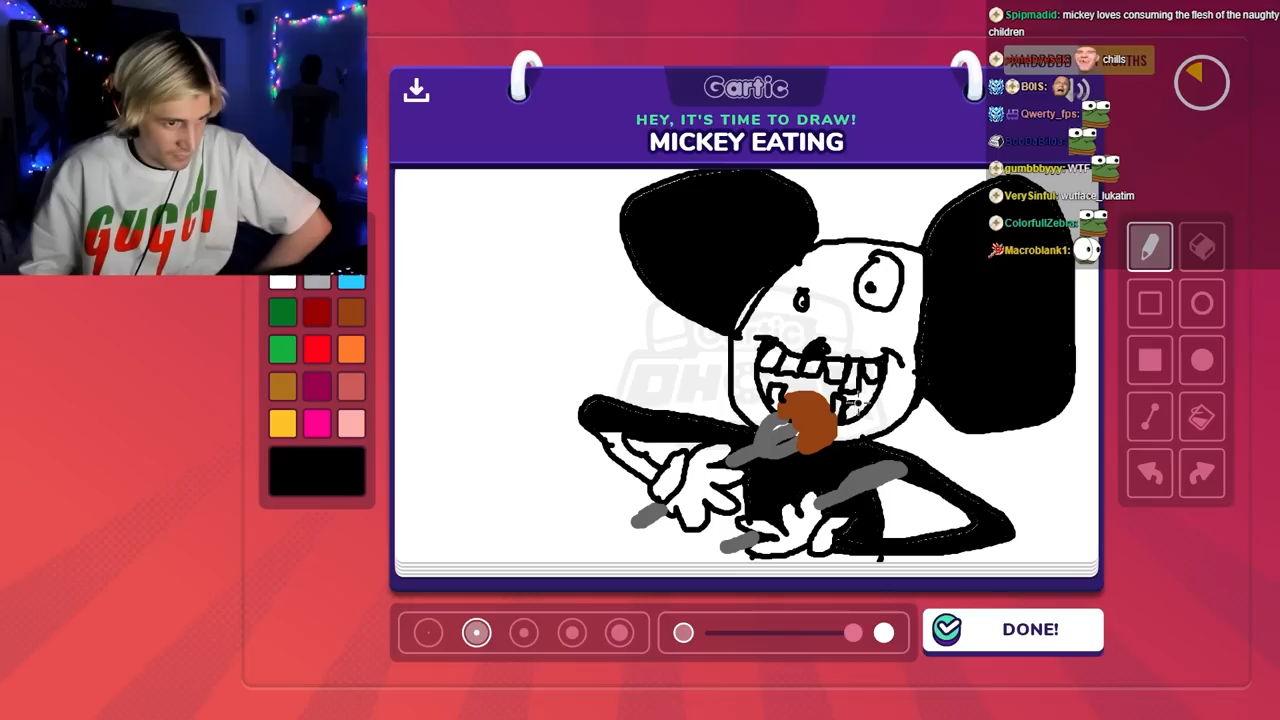 Spipmadid: mickey loves consuming the flesh of the naughty
children
chills
B0IS:
Qwerty_fps:
gumbbbyyy: WTF
VerySinful: wutface_lukatim
ColorfullZebra:
Macroblank1:
Gartic
HEY, IT'S TIME TO DRAW!
MICKEY EATING
GUCCI
Gartic
DONE!